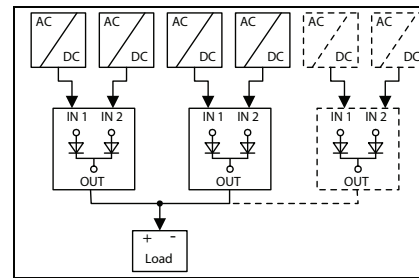 AC AC AC AC AC AC
DC DC DC DC DC DC
IN 1 IN 2 IN 1 IN 2 IN 1 IN 2
OUT OUT OUT
+ -
Load